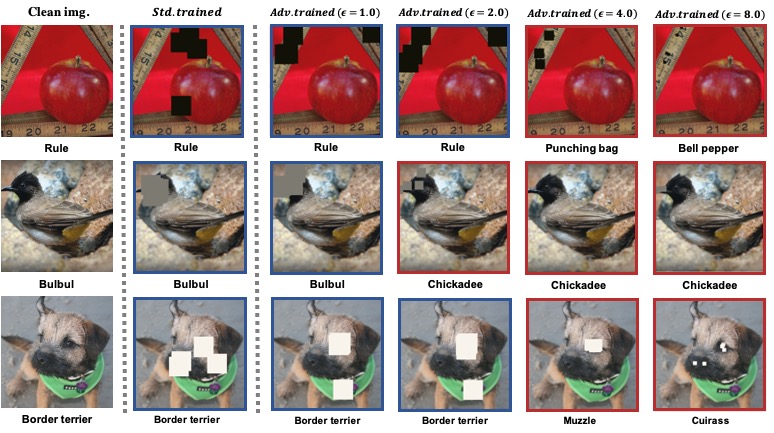 Clean img. Std.trained Adv.trained (ϵ = 1.0) Adv.trained (ϵ = 2.0) Adv.trained (ϵ = 4.0) Adv.trained (ϵ = 8.0)
Rule Rule Rule Rule Punching bag Bell pepper
Bulbul Bulbul Bulbul Chickadee Chickadee Chickadee
Border terrier Border terrier Border terrier Border terrier Muzzle Cuirass